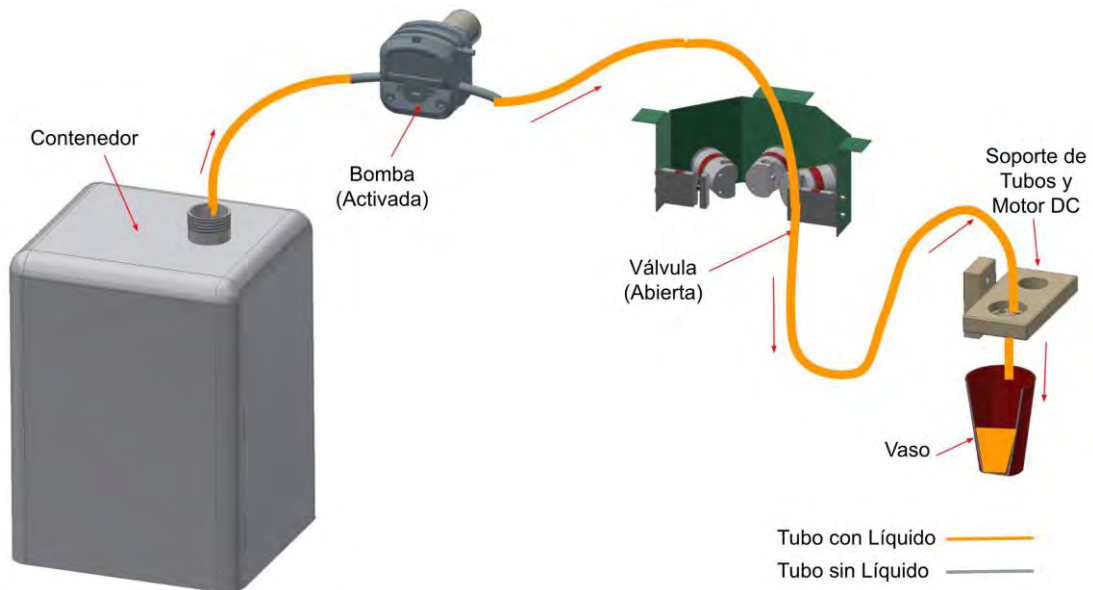 Contenedor
Bomba
(Activada)
Válvula
(Abierta)
Soporte de
Tubos y
Motor DC
Vaso
Tubo con Líquido
Tubo sin Líquido